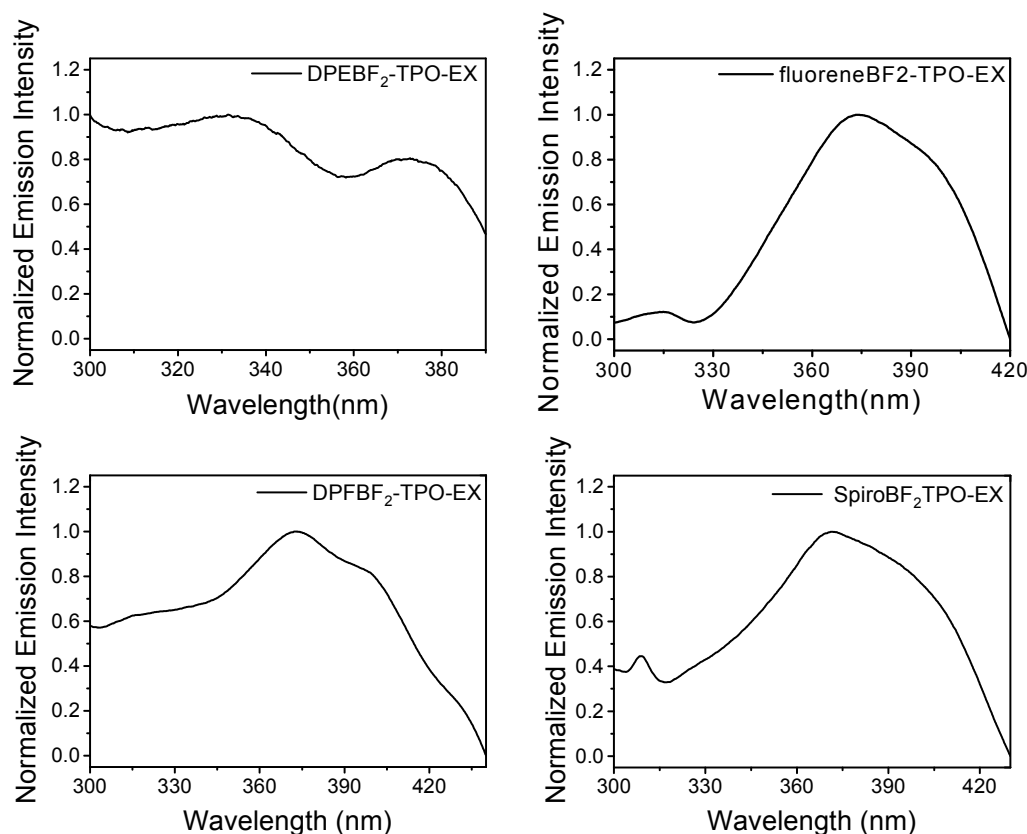 DPEBF₂-TPO-EX
Normalized Emission Intensity
1.2
1.0
0.8
0.6
0.4
0.2
0.0
300 320 340 360 380
Wavelength(nm)
fluoreneBF2-TPO-EX
Normalized Emission Intensity
1.2
1.0
0.8
0.6
0.4
0.2
0.0
300 330 360 390 420
Wavelength(nm)
DPFBF₂-TPO-EX
Normalized Emission Intensity
1.2
1.0
0.8
0.6
0.4
0.2
0.0
300 330 360 390 420
Wavelength (nm)
SpiroBF₂TPO-EX
Normalized Emission Intensity
1.2
1.0
0.8
0.6
0.4
0.2
0.0
300 330 360 390 420
Wavelength (nm)